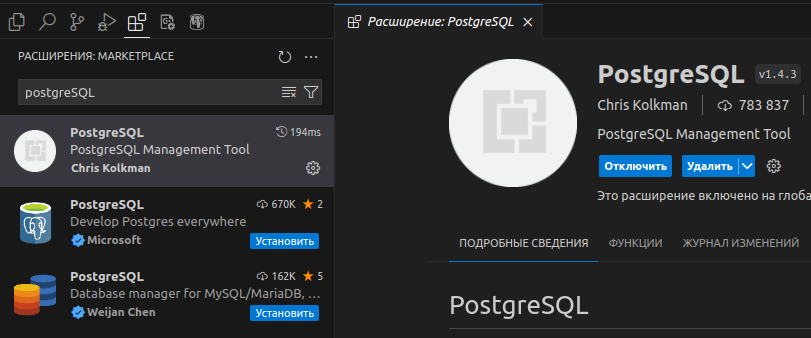 РАСШИРЕНИЯ: MARKETPLACE
postgreSQL
PostgreSQL 194ms
PostgreSQL Management Tool
Chris Kolkman
PostgreSQL 670K 2
Develop Postgres everywhere
Microsoft Установить
PostgreSQL 162K 5
Database manager for MySQL/MariaDB, ...
Weijan Chen Установить
Расширение: PostgreSQL
PostgreSQL v1.4.3
Chris Kolkman 783 837
PostgreSQL Management Tool
Отключить Удалить
Это расширение включено на глоба
ПОДРОБНЫЕ СВЕДЕНИЯ ФУНКЦИИ ЖУРНАЛ ИЗМЕНЕНИЙ
PostgreSQL